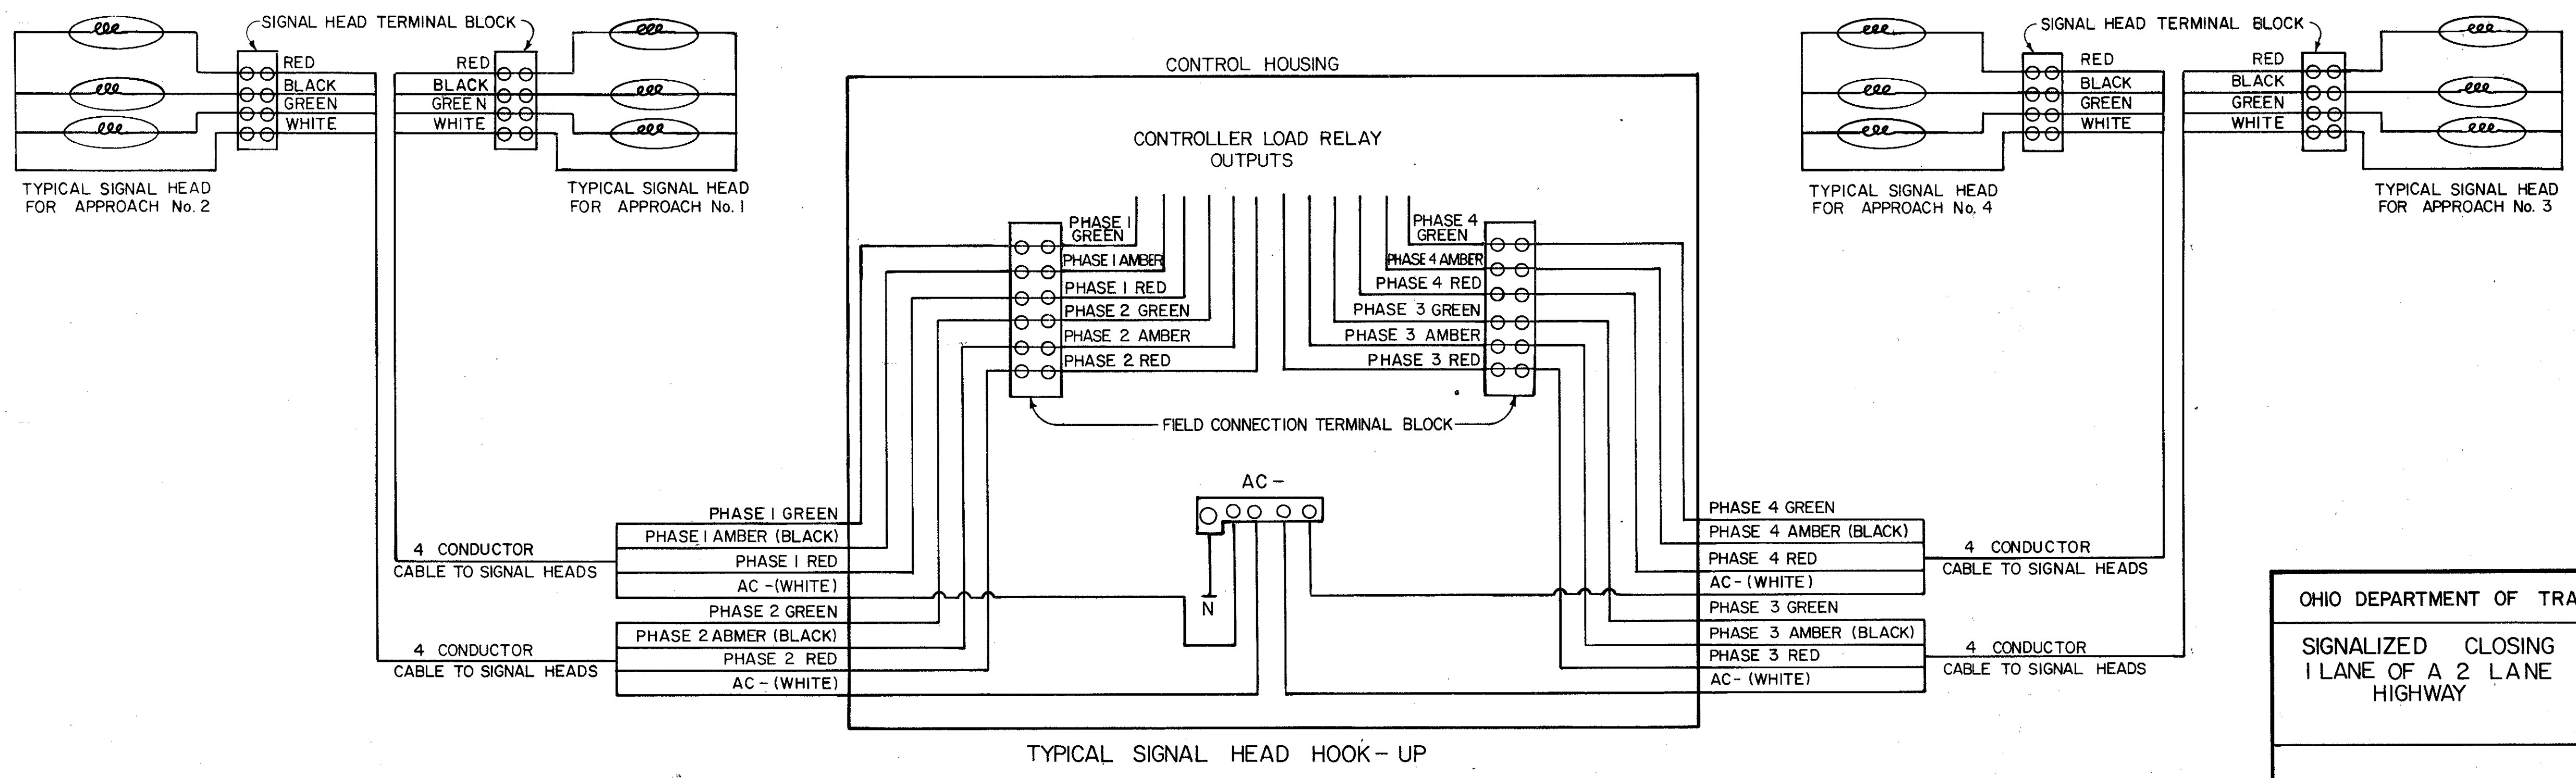 SIGNAL HEAD TERMINAL BLOCK
RED
BLACK
GREEN
WHITE
RED
BLACK
GREEN
WHITE
TYPICAL SIGNAL HEAD
FOR APPROACH No. 2
TYPICAL SIGNAL HEAD
FOR APPROACH No. 1
SIGNAL HEAD TERMINAL BLOCK
RED
BLACK
GREEN
WHITE
RED
BLACK
GREEN
WHITE
TYPICAL SIGNAL HEAD
FOR APPROACH No. 4
TYPICAL SIGNAL HEAD
FOR APPROACH No. 3
CONTROL HOUSING
CONTROLLER LOAD RELAY
OUTPUTS
PHASE 1
GREEN
PHASE 1 AMBER
PHASE 1 RED
PHASE 2 GREEN
PHASE 2 AMBER
PHASE 2 RED
PHASE 4
GREEN
PHASE 4 AMBER
PHASE 4 RED
PHASE 3 GREEN
PHASE 3 AMBER
PHASE 3 RED
FIELD CONNECTION TERMINAL BLOCK
AC -
N
PHASE 1 GREEN
PHASE 1 AMBER (BLACK)
PHASE 1 RED
AC - (WHITE)
4 CONDUCTOR
CABLE TO SIGNAL HEADS
PHASE 2 GREEN
PHASE 2 ABMER (BLACK)
PHASE 2 RED
AC - (WHITE)
4 CONDUCTOR
CABLE TO SIGNAL HEADS
PHASE 4 GREEN
PHASE 4 AMBER (BLACK)
PHASE 4 RED
AC - (WHITE)
4 CONDUCTOR
CABLE TO SIGNAL HEADS
PHASE 3 GREEN
PHASE 3 AMBER (BLACK)
PHASE 3 RED
AC - (WHITE)
4 CONDUCTOR
CABLE TO SIGNAL HEADS
TYPICAL SIGNAL HEAD HOOK - UP
OHIO DEPARTMENT OF TRA
SIGNALIZED CLOSING
1 LANE OF A 2 LANE
HIGHWAY